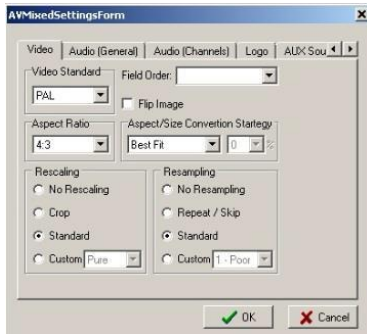 AVMixedSettingsForm
Video Audio (General) Audio (Channels) Logo AUX Sou
Video Standard Field Order:
PAL
Flip Image
Aspect Ratio Aspect/Size Convertion Startegy
4:3 Best Fit 0 %
Rescaling Resampling
No Rescaling No Resampling
Crop Repeat / Skip
Standard Standard
Custom Pure Custom 1 - Poor
OK Cancel